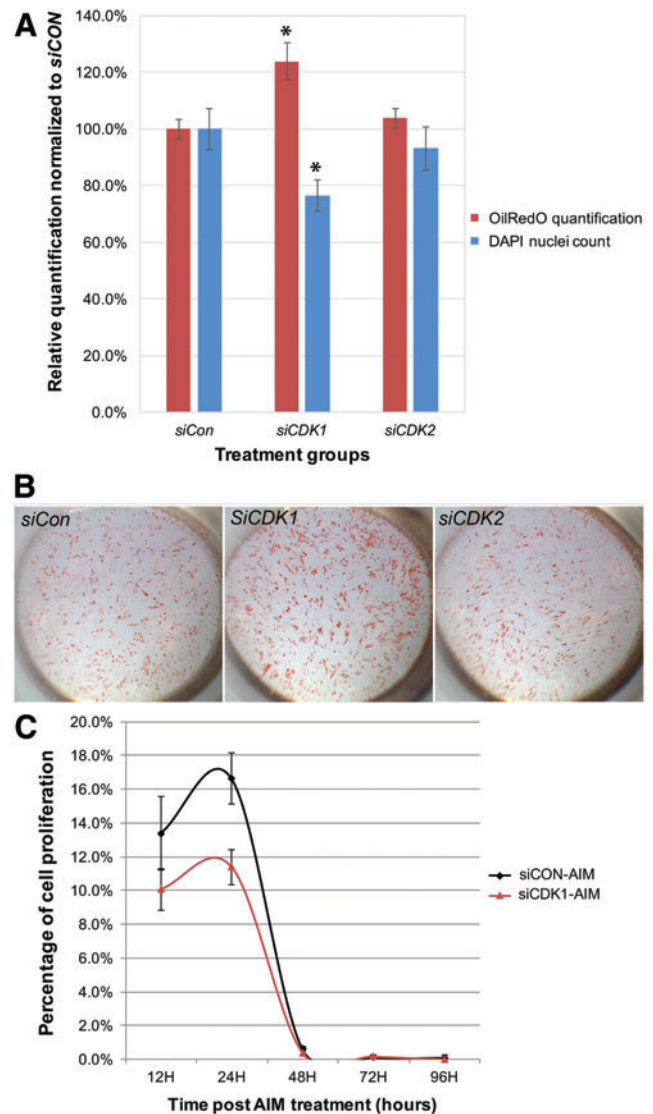 A
Relative quantification normalized to siCON
140.0%
120.0%
100.0%
80.0%
60.0%
40.0%
20.0%
0.0%
*
*
siCon
siCDK1
siCDK2
Treatment groups
OilRedO quantification
DAPI nuclei count
B
siCon
SiCDK1
siCDK2
C
Percentage of cell proliferation
20.0%
18.0%
16.0%
14.0%
12.0%
10.0%
8.0%
6.0%
4.0%
2.0%
0.0%
12H
24H
48H
72H
96H
Time post AIM treatment (hours)
siCON-AIM
siCDK1-AIM